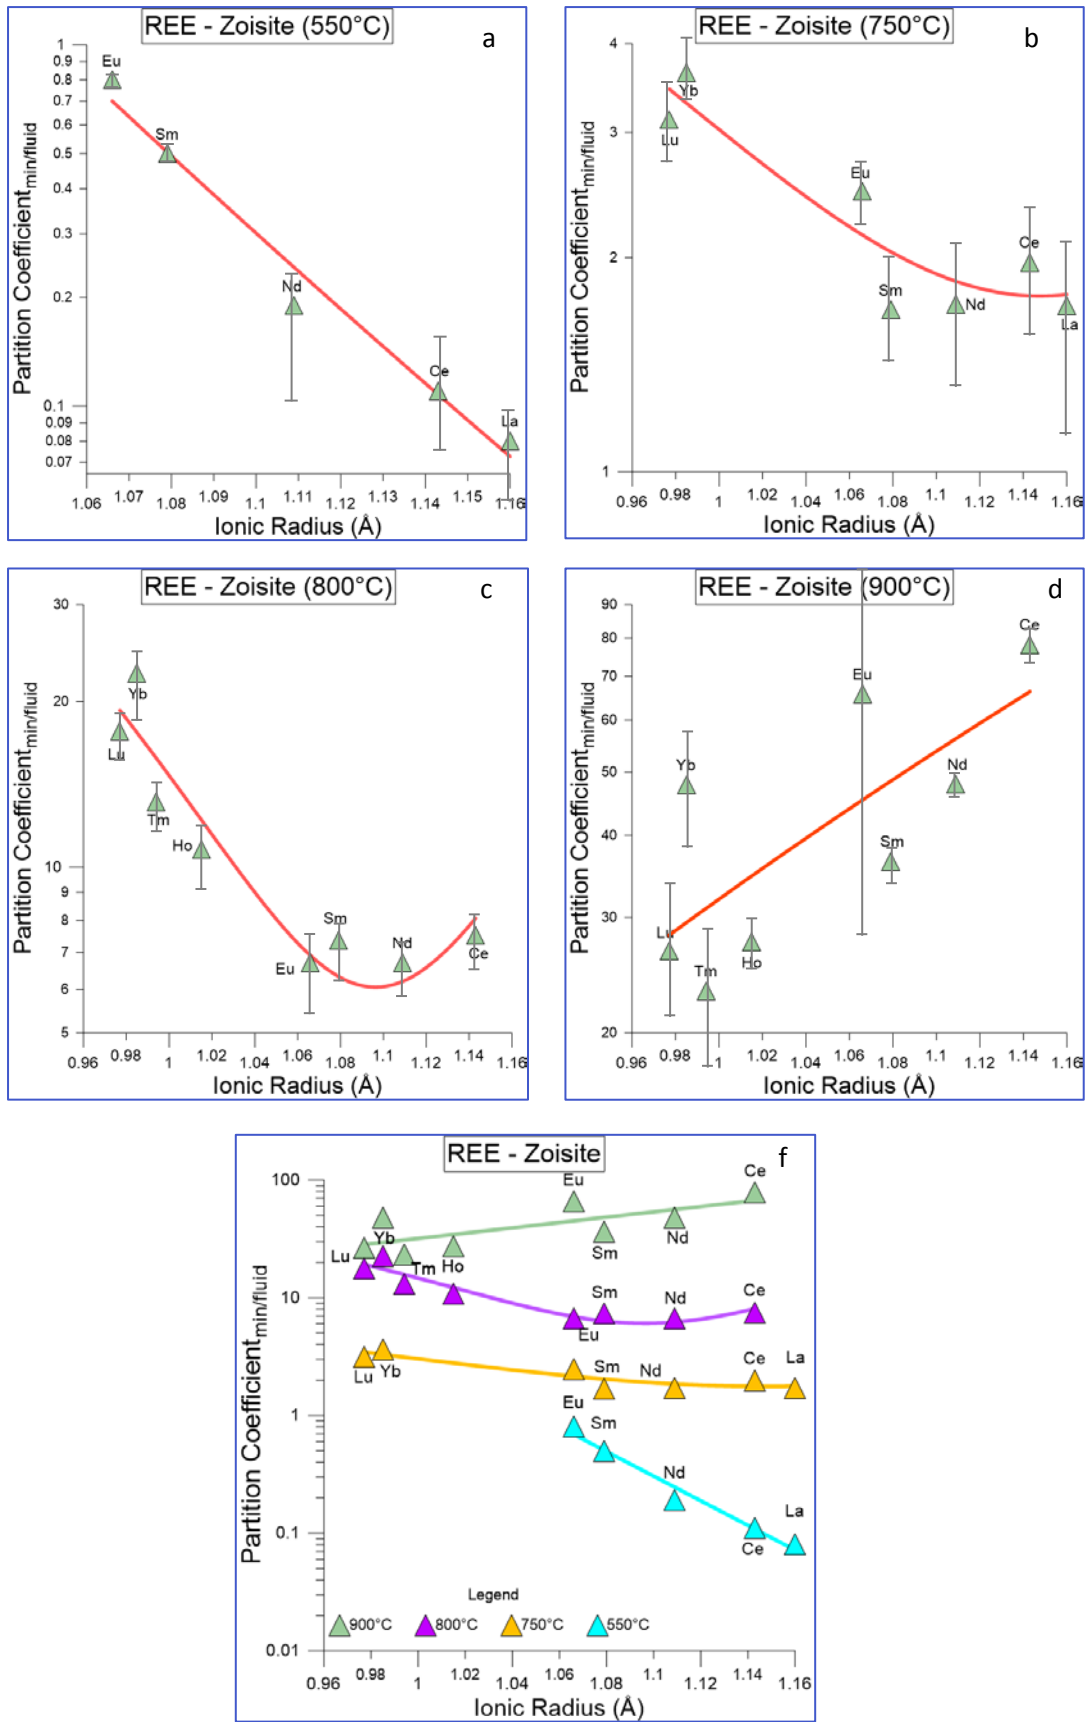 REE - Zoisite (550°C)
a
Partition Coefficient min/fluid
1
0.9
0.8
0.7
0.6
0.5
0.4
0.3
0.2
0.1
0.09
0.08
0.07
Eu
Sm
Nd
Ce
La
1.06 1.07 1.08 1.09 1.1 1.11 1.12 1.13 1.14 1.15 1.16
Ionic Radius (Å)
REE - Zoisite (750°C)
b
Partition Coefficient min/fluid
4
3
2
1
Yb
Lu
Eu
Sm
Nd
Ce
La
0.96 0.98 1 1.02 1.04 1.06 1.08 1.1 1.12 1.14 1.16
Ionic Radius (Å)
REE - Zoisite (800°C)
c
Partition Coefficient min/fluid
30
20
10
9
8
7
6
5
Yb
Lu
Tm
Ho
Eu
Sm
Nd
Ce
0.96 0.98 1 1.02 1.04 1.06 1.08 1.1 1.12 1.14 1.16
Ionic Radius (Å)
REE - Zoisite (900°C)
d
Partition Coefficient min/fluid
90
80
70
60
50
40
30
20
Ce
Eu
Yb
Nd
Sm
Lu
Tm
Ho
0.96 0.98 1 1.02 1.04 1.06 1.08 1.1 1.12 1.14 1.16
Ionic Radius (Å)
REE - Zoisite
f
Partition Coefficient min/fluid
100
10
1
0.1
0.01
Eu
Ce
Yb
Lu
Tm
Ho
Sm
Nd
Sm
Nd
Ce
Eu
Lu
Yb
Sm
Nd
Ce
La
Eu
Sm
Nd
Ce
La
Legend
900°C 800°C 750°C 550°C
0.96 0.98 1 1.02 1.04 1.06 1.08 1.1 1.12 1.14 1.16
Ionic Radius (Å)